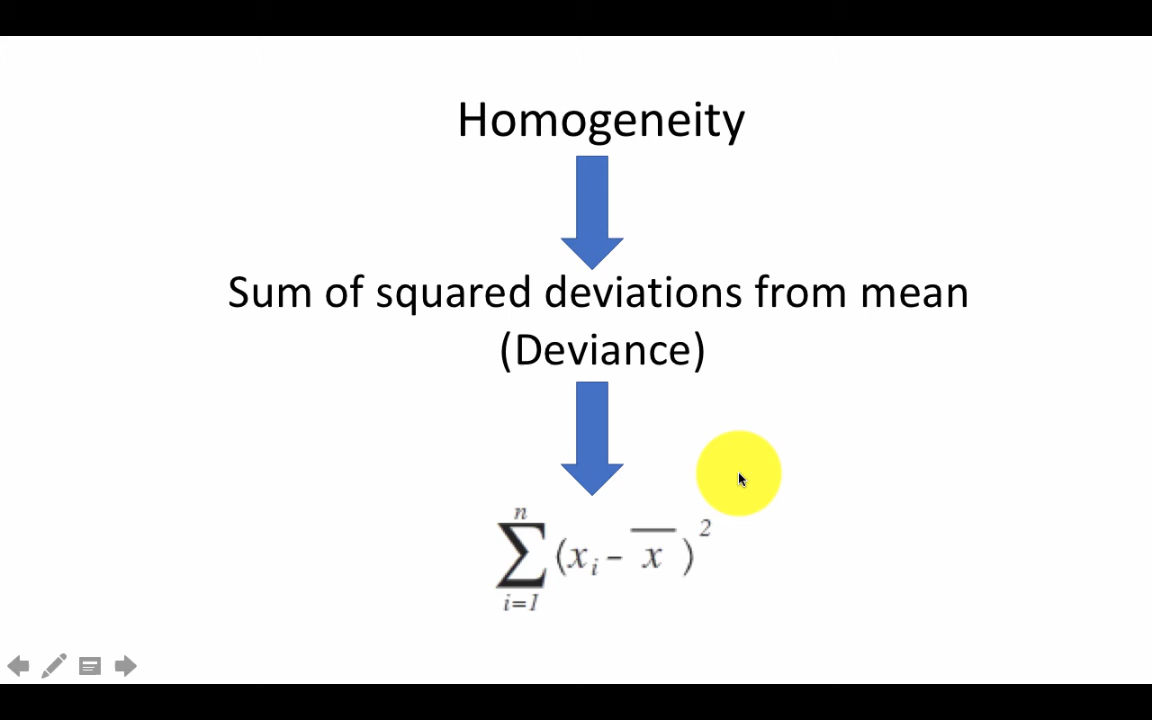 Homogeneity
Sum of squared deviations from mean
(Deviance)
n
∑(xᵢ - x̅)²
i=1